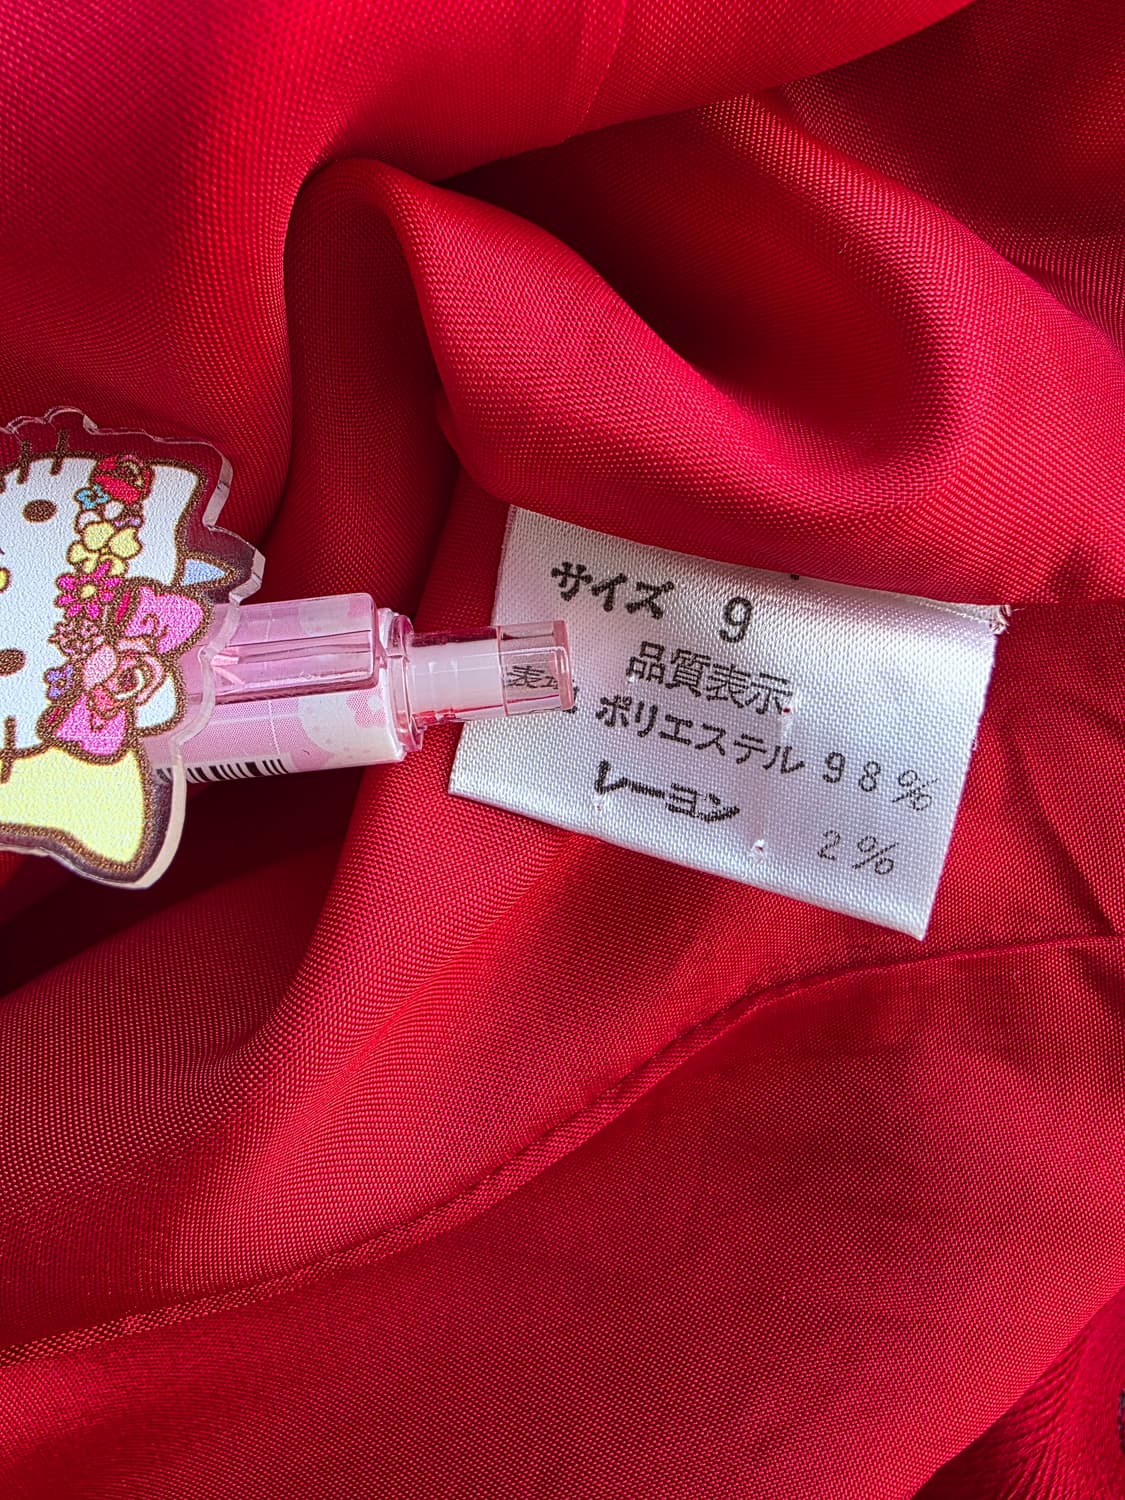 サイズ 9
品質表示
表
ポリエステル 98%
レーヨン 2%